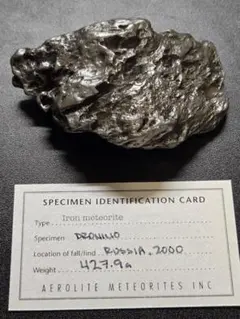 SPECIMEN IDENTIFICATION CARD
Type Iron meteorite
Specimen DRONINO
Location of fall/find RUSSIA, 2000
Weight 427.9g
AEROLITE METEORITES INC